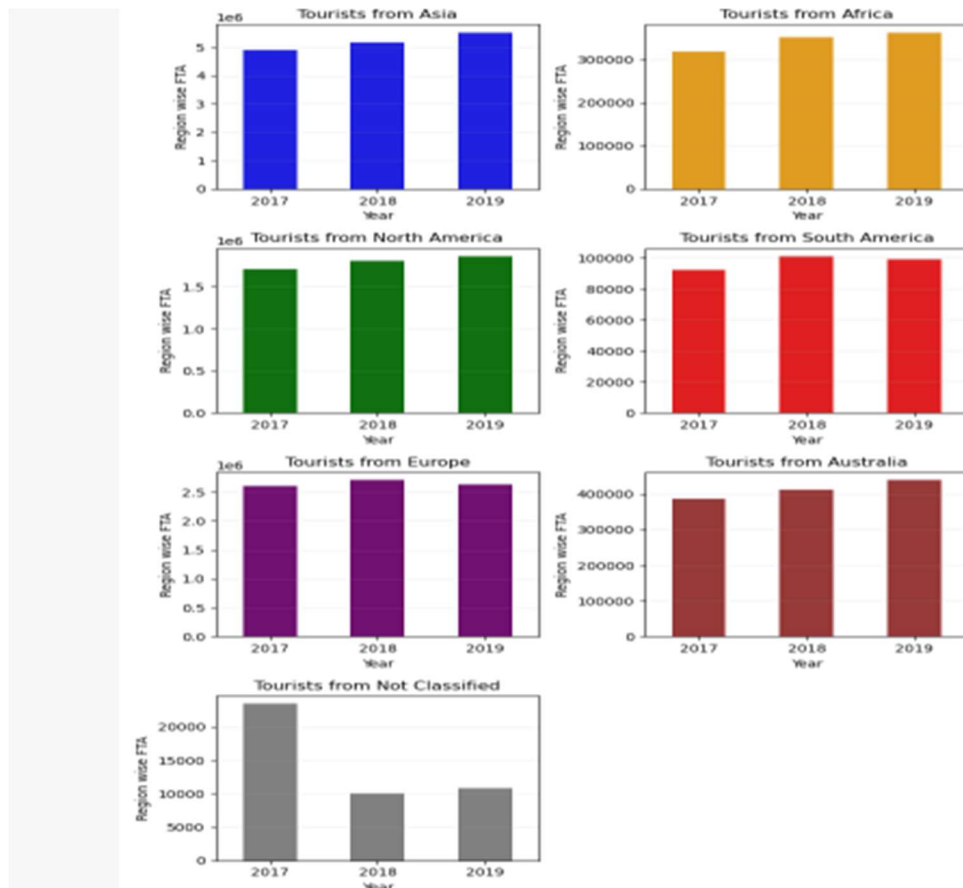 Tourists from Asia
1e6
5
4
3
2
1
0
Region wise FTA
2017 2018 2019
Year
Tourists from Africa
300000
200000
100000
0
Region wise FTA
2017 2018 2019
Year
Tourists from North America
1e6
1.5
1.0
0.5
0.0
Region wise FTA
2017 2018 2019
Year
Tourists from South America
100000
80000
60000
40000
20000
0
Region wise FTA
2017 2018 2019
Year
Tourists from Europe
1e6
2.5
2.0
1.5
1.0
0.5
0.0
Region wise FTA
2017 2018 2019
Year
Tourists from Australia
400000
300000
200000
100000
0
Region wise FTA
2017 2018 2019
Year
Tourists from Not Classified
20000
15000
10000
5000
0
Region wise FTA
2017 2018 2019
Year